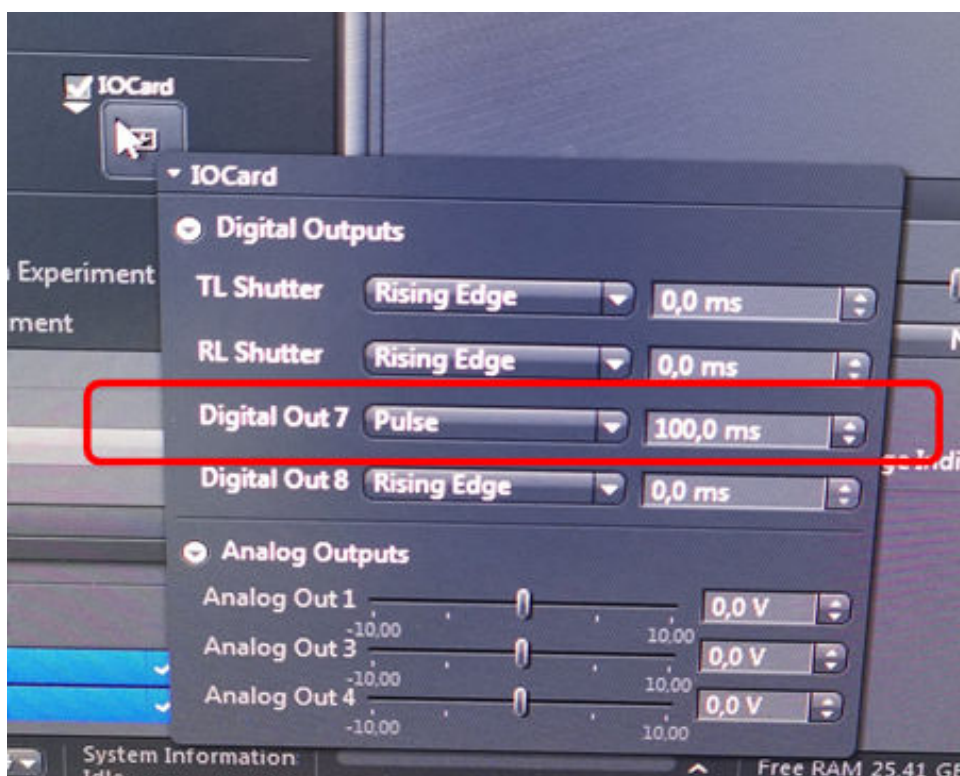 IOCard
IOCard
Digital Outputs
Experiment
TL Shutter Rising Edge 0,0 ms
ment
RL Shutter Rising Edge 0,0 ms
Digital Out 7 Pulse 100,0 ms
Digital Out 8 Rising Edge 0,0 ms
Analog Outputs
Analog Out 1 0,0 V
-10,00 10,00
Analog Out 3 0,0 V
-10,00 10,00
Analog Out 4 0,0 V
-10,00 10,00
System Information
Free RAM 25,41 GB